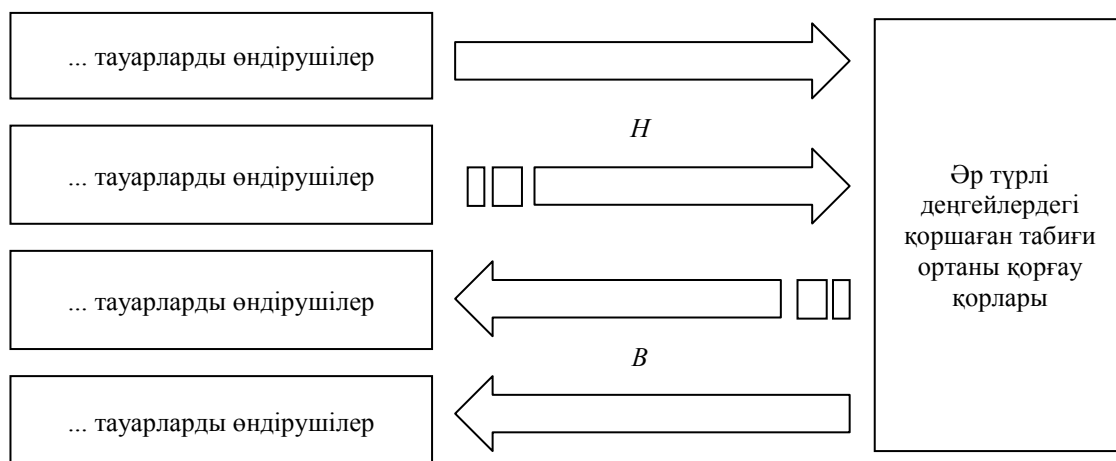 ... тауарларды өндірушілер
H
... тауарларды өндірушілер
... тауарларды өндірушілер
B
... тауарларды өндірушілер
Әр түрлі
деңгейлердегі
қоршаған табиғи
ортаны қорғау
қорлары